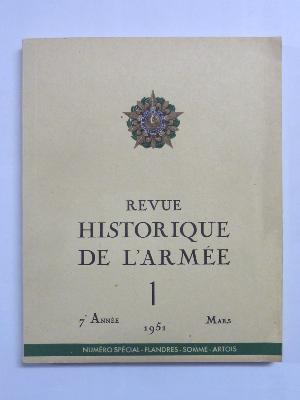 REVUE
HISTORIQUE
DE L'ARMÉE
1
7e ANNÉE 1951 MARS
NUMÉRO SPÉCIAL - FLANDRES - SOMME - ARTOIS